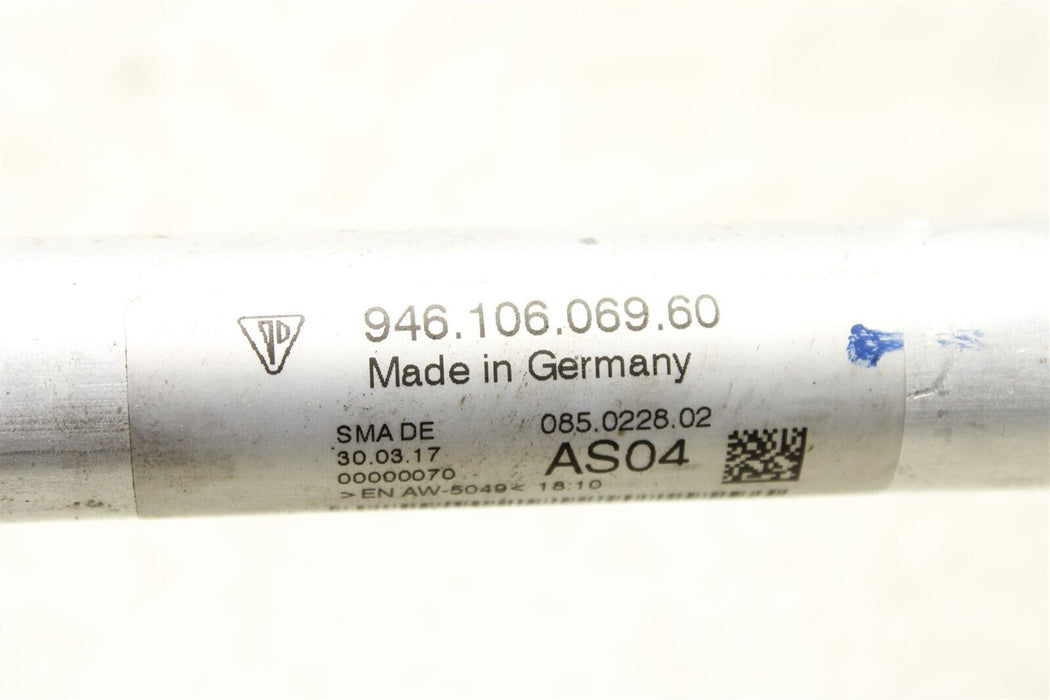 946.106.069.60
Made in Germany
SMA DE
085.0228.02
30.03.17
AS04
00000070
>EN AW-5049< 18:10